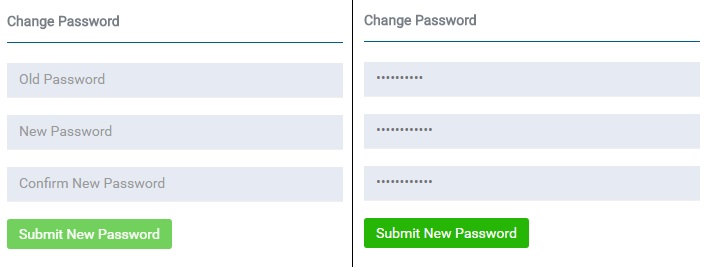 Change Password
Old Password
New Password
Confirm New Password
Submit New Password
Change Password
••••••••••
••••••••••••
••••••••••••
Submit New Password